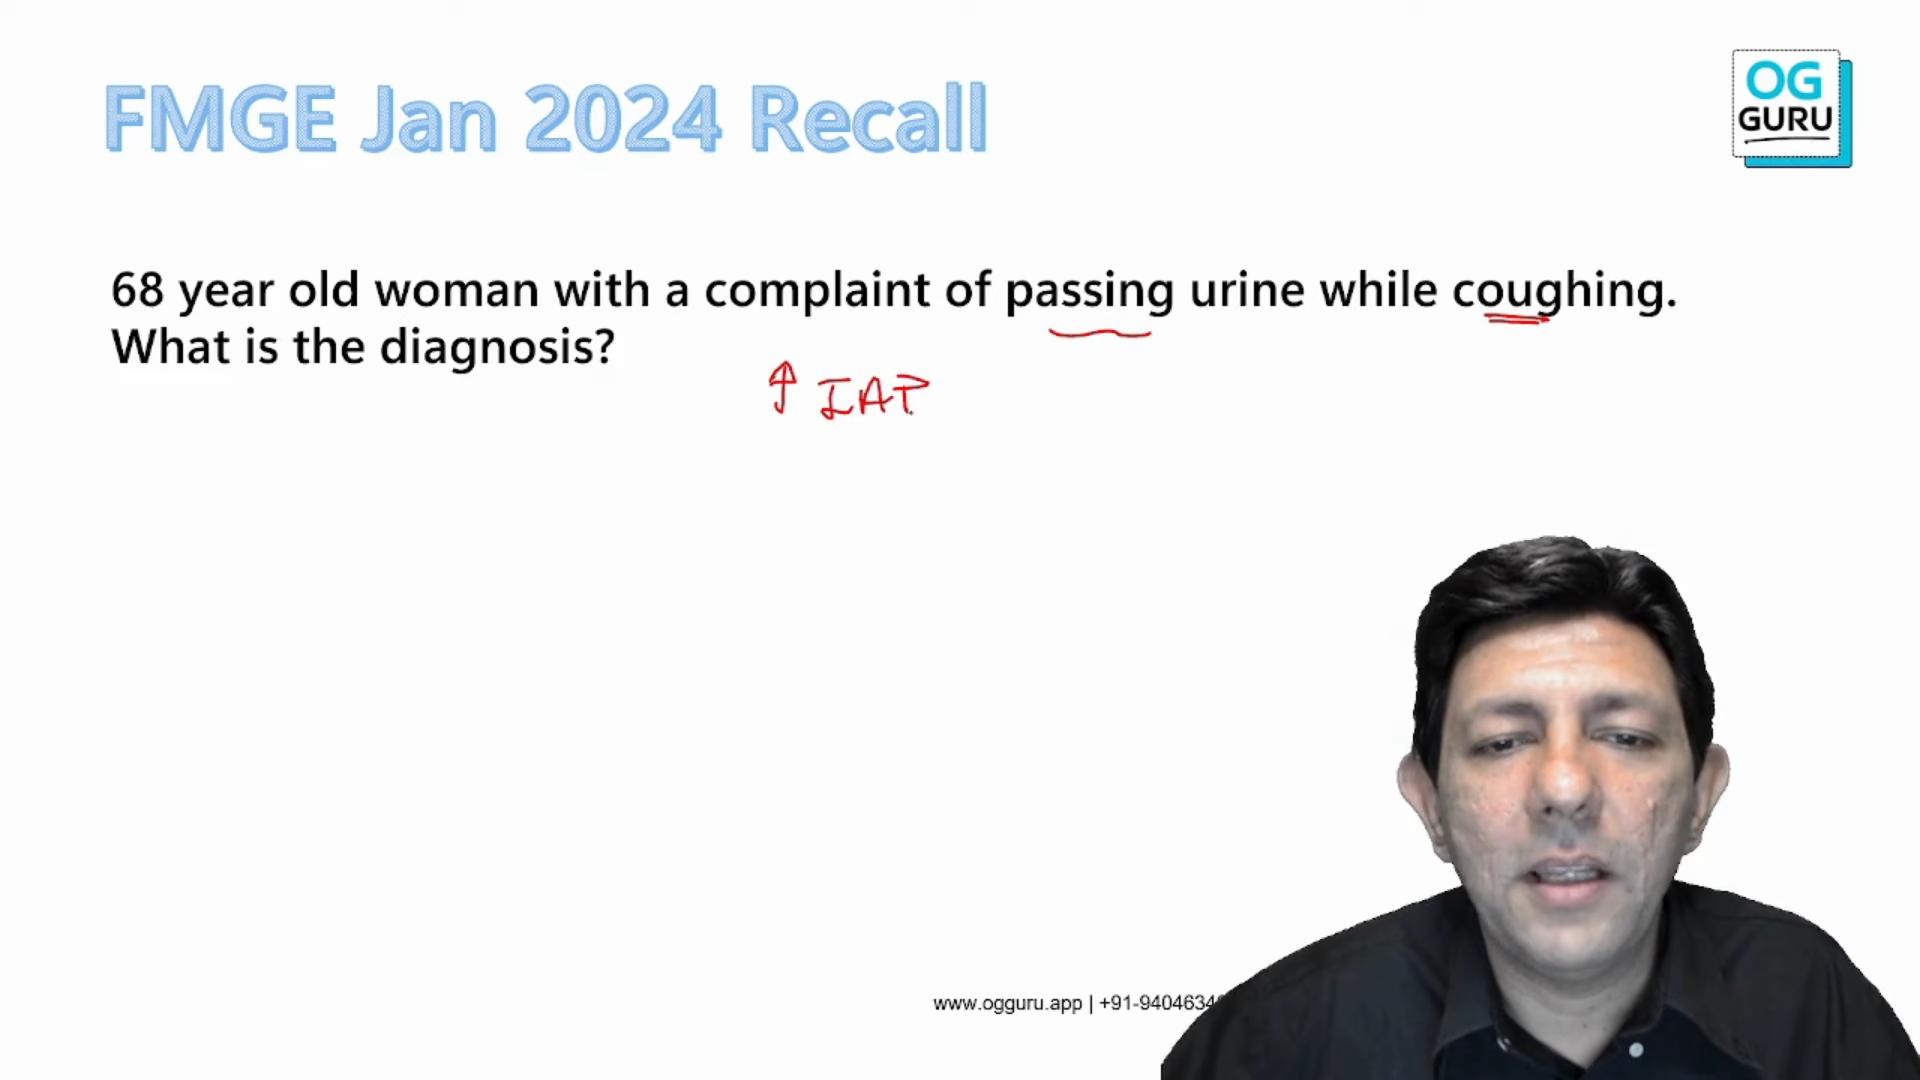 FMGE Jan 2024 Recall
OG
GURU
68 year old woman with a complaint of passing urine while coughing.
What is the diagnosis?
↑ IAP
www.ogguru.app | +91-9404634